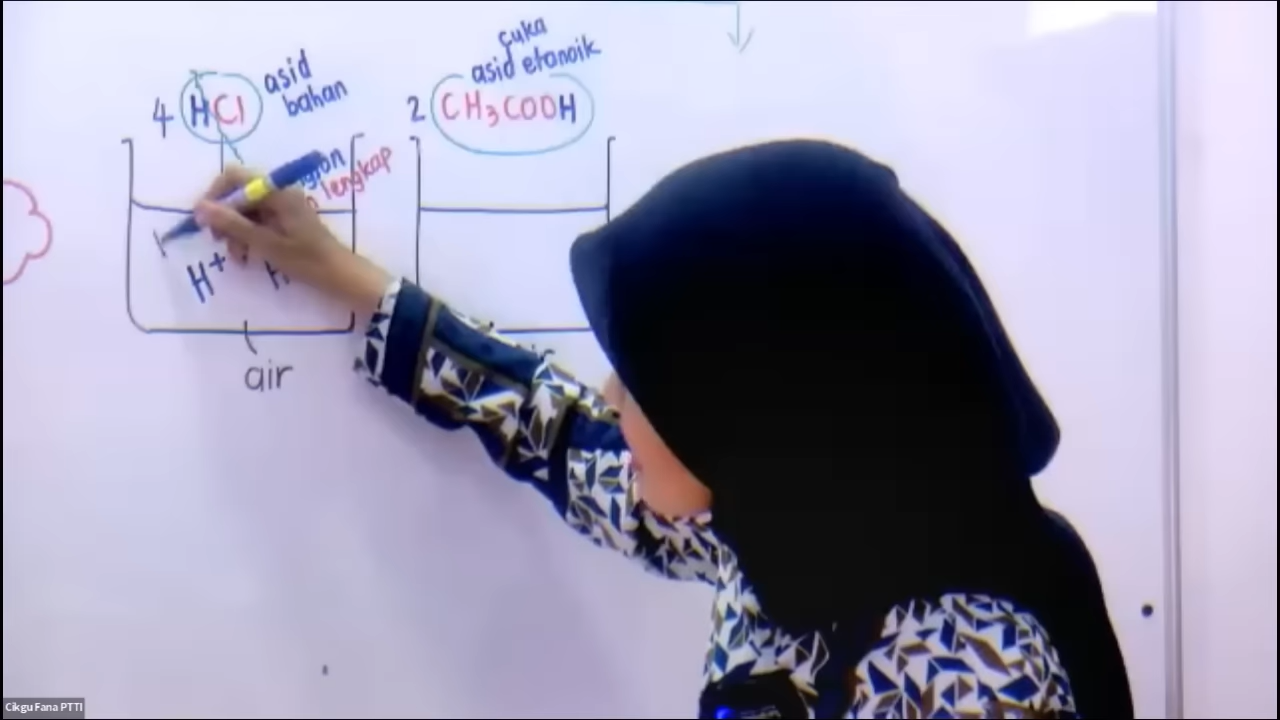 cuka
asid etanoik
asid
bahan
4 HCl
2 CH₃COOH
lengkap
H+
H
air
Cikgu Fana PTTI